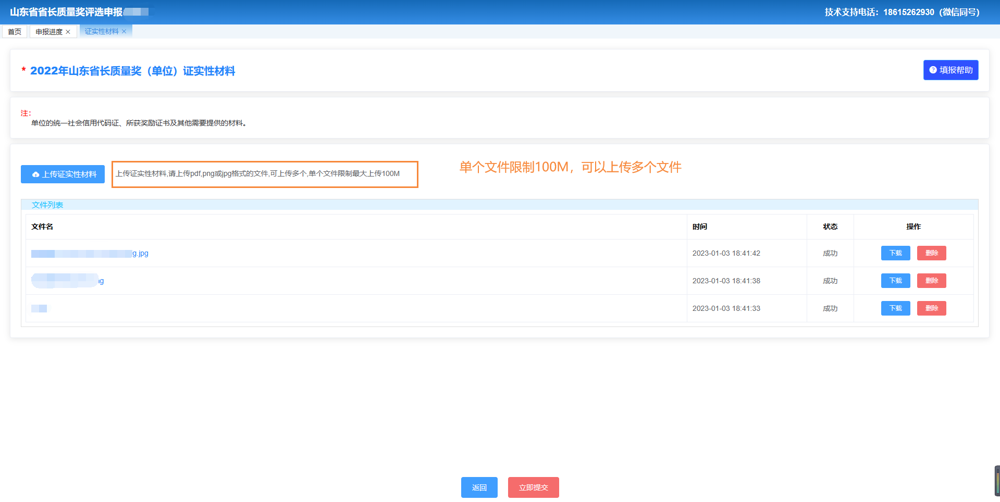 山东省省长质量奖评选申报
技术支持电话：18615262930（微信同号）
首页
申报进度
证实性材料
* 2022年山东省长质量奖（单位）证实性材料
填报帮助
注：
单位的统一社会信用代码证、所获奖励证书及其他需要提供的材料。
上传证实性材料
上传证实性材料,请上传pdf,png或jpg格式的文件,可上传多个,单个文件限制最大上传100M
单个文件限制100M，可以上传多个文件
文件列表
文件名 时间 状态 操作
g.jpg 2023-01-03 18:41:42 成功 下载 删除
2023-01-03 18:41:38 成功 下载 删除
2023-01-03 18:41:33 成功 下载 删除
返回
立即提交